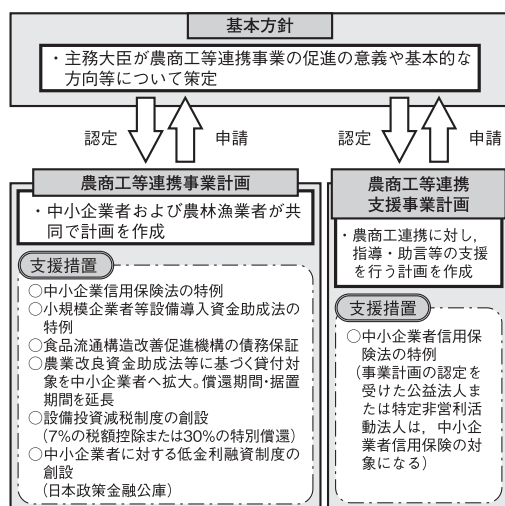 基本方針
・主務大臣が農商工等連携事業の促進の意義や基本的な
方向等について策定
認定
申請
認定
申請
農商工等連携事業計画
・中小企業者および農林漁業者が共
同で計画を作成
支援措置
○中小企業信用保険法の特例
○小規模企業者等設備導入資金助成法の
特例
○食品流通構造改善促進機構の債務保証
○農業改良資金助成法等に基づく貸付対
象を中小企業者へ拡大。償還期間・据置
期間を延長
○設備投資減税制度の創設
(7%の税額控除または30%の特別償還)
○中小企業者に対する低金利融資制度の
創設
(日本政策金融公庫)
農商工等連携
支援事業計画
・農商工連携に対し,
指導・助言等の支援
を行う計画を作成
支援措置
○中小企業者信用保
険法の特例
(事業計画の認定を
受けた公益法人ま
たは特定非営利活
動法人は,中小企
業者信用保険の対
象になる)